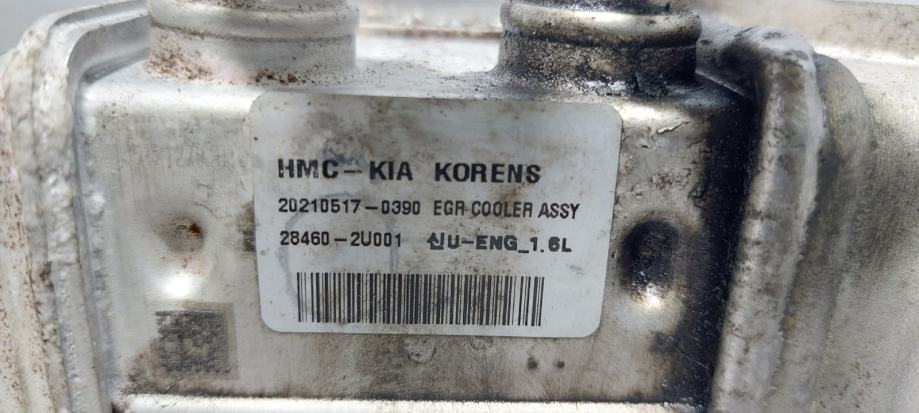 HMC-KIA KORENS
20210517-0390 EGR COOLER ASSY
28460-2U001 신U-ENG_1.6L